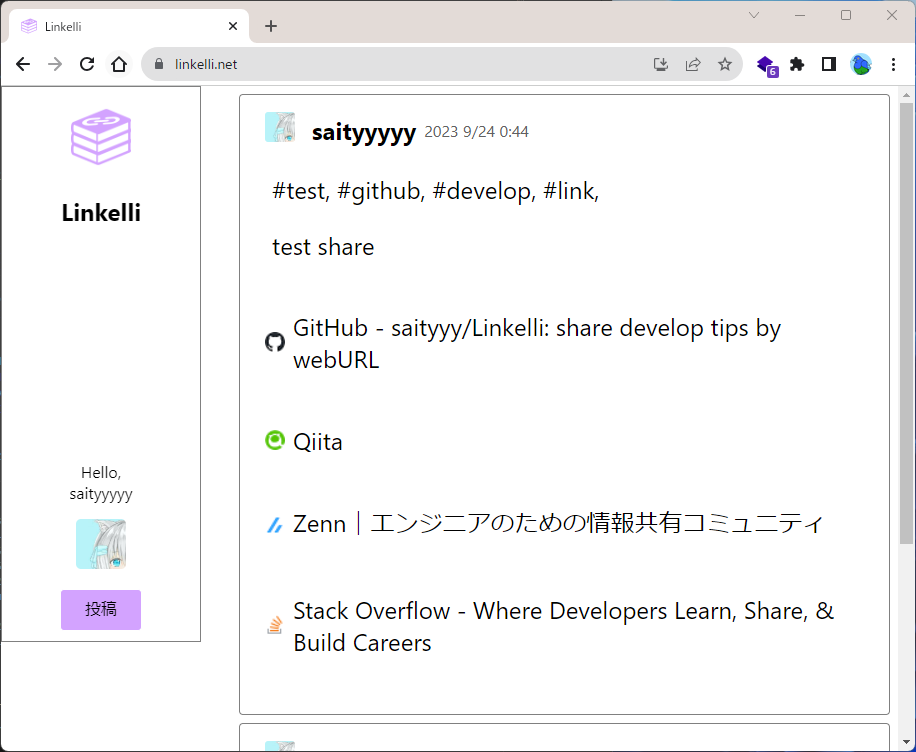 Linkelli
linkelli.net
6
Linkelli
Hello,
saityyyyy
投稿
saityyyyy 2023 9/24 0:44
#test, #github, #develop, #link,
test share
GitHub - saityyy/Linkelli: share develop tips by
webURL
Qiita
Zenn｜エンジニアのための情報共有コミュニティ
Stack Overflow - Where Developers Learn, Share, &
Build Careers